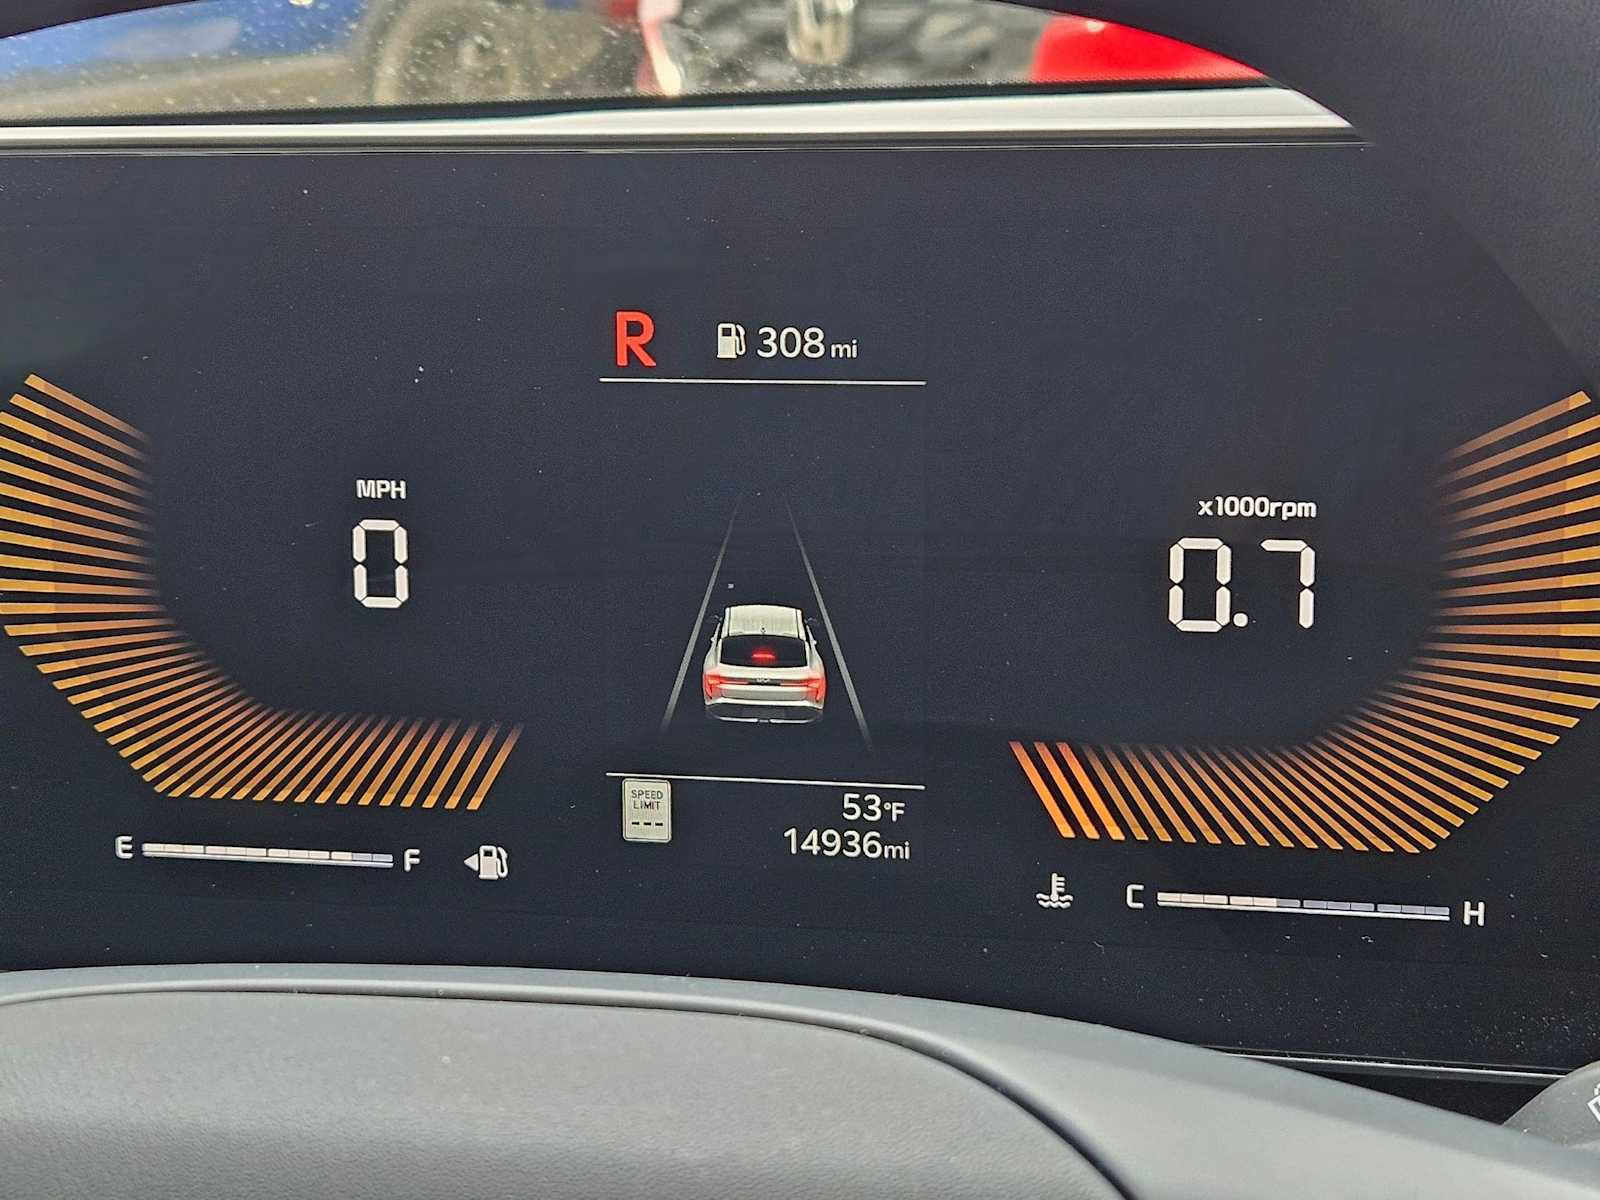 R 308 mi
MPH
0
x1000rpm
0.7
SPEED
LIMIT
---
53°F
14936mi
E F
C H